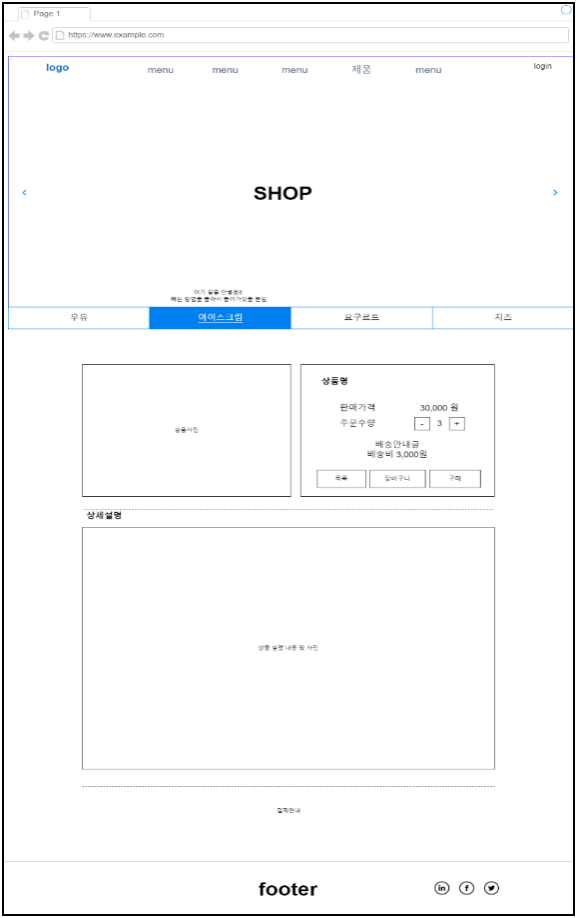 Page 1
https://www.example.com
logo menu menu menu 제품 menu login
< SHOP >
우유 아이스크림 요구르트 치즈
상품사진
상품명
판매가격 30,000 원
주문수량 - 3 +
배송안내글
배송비 3,000원
목록 장바구니 구매
상세설명
상품 설명 내용 및 사진
결제안내
footer